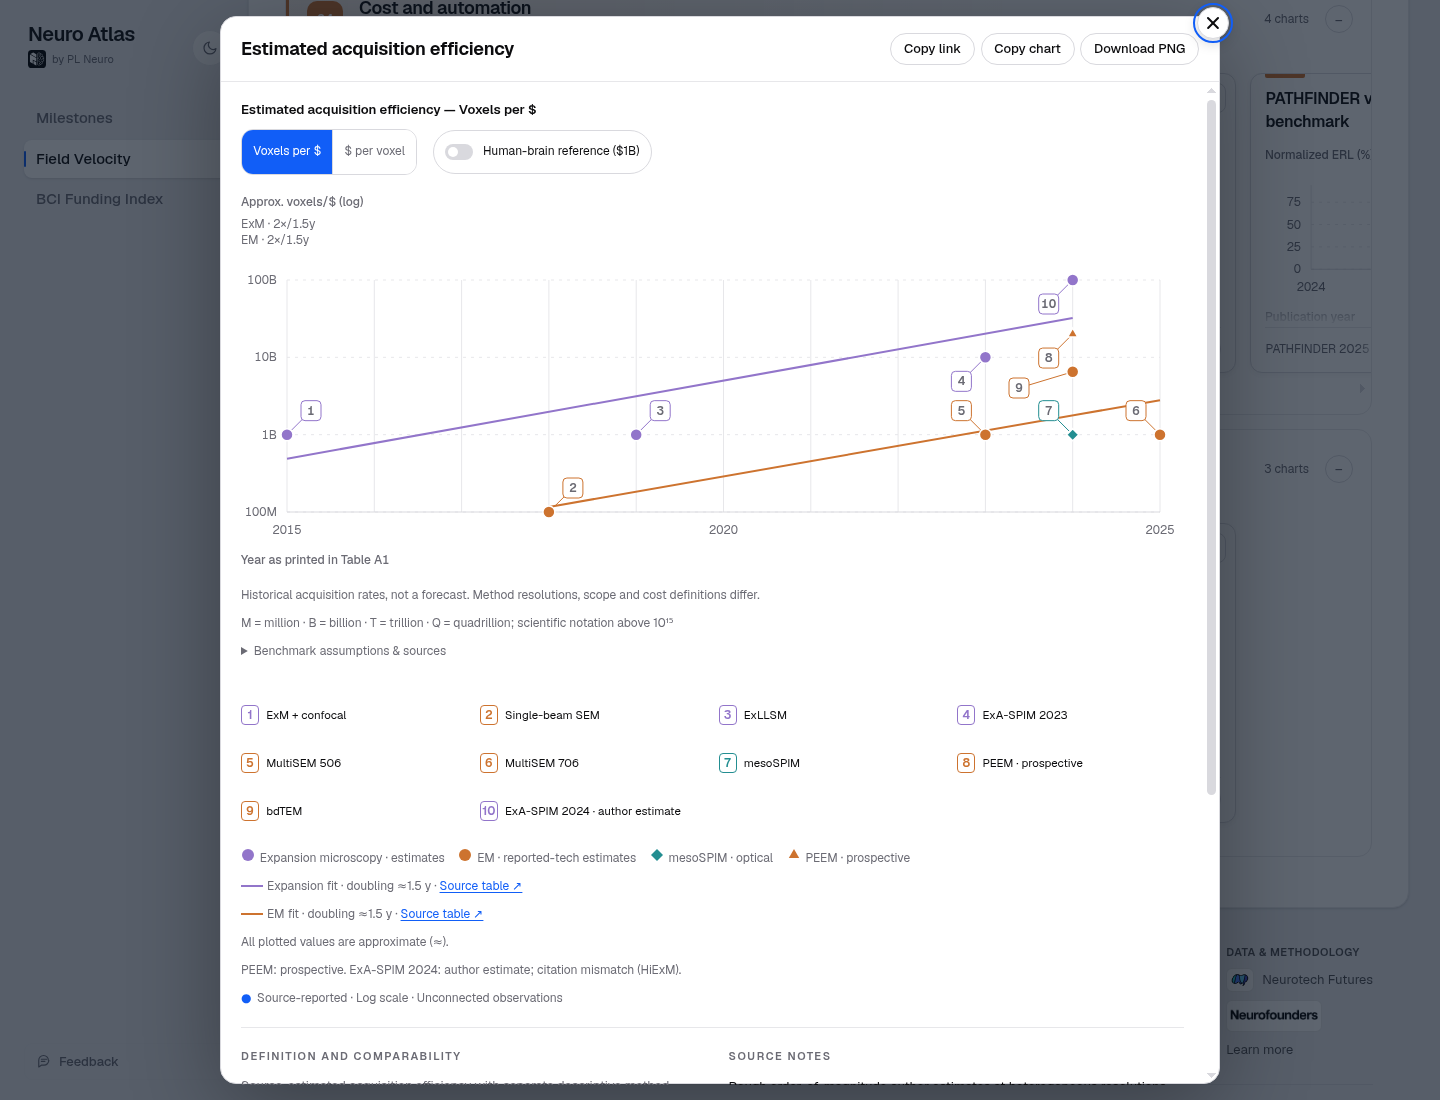 Neuro Atlas
by PL Neuro
Milestones
Field Velocity
BCI Funding Index
Feedback
Cost and automation
4 charts
Estimated acquisition efficiency
Copy link
Copy chart
Download PNG
Estimated acquisition efficiency — Voxels per $
Voxels per $
$ per voxel
Human-brain reference ($1B)
Approx. voxels/$ (log)
ExM · 2×/1.5y
EM · 2×/1.5y
100B
10B
1B
100M
1
2
3
4
5
6
7
8
9
10
2015
2020
2025
Year as printed in Table A1
Historical acquisition rates, not a forecast. Method resolutions, scope and cost definitions differ.
M = million · B = billion · T = trillion · Q = quadrillion; scientific notation above 10¹⁵
Benchmark assumptions & sources
1 ExM + confocal
2 Single-beam SEM
3 ExLLSM
4 ExA-SPIM 2023
5 MultiSEM 506
6 MultiSEM 706
7 mesoSPIM
8 PEEM · prospective
9 bdTEM
10 ExA-SPIM 2024 · author estimate
Expansion microscopy · estimates
EM · reported-tech estimates
mesoSPIM · optical
PEEM · prospective
Expansion fit · doubling ≈1.5 y · Source table ↗
EM fit · doubling ≈1.5 y · Source table ↗
All plotted values are approximate (≈).
PEEM: prospective. ExA-SPIM 2024: author estimate; citation mismatch (HiExM).
Source-reported · Log scale · Unconnected observations
DEFINITION AND COMPARABILITY
SOURCE NOTES
PATHFINDER
benchmark
Normalized ERL (%
75
50
25
0
2024
Publication year
PATHFINDER 2025
3 charts
DATA & METHODOLOGY
Neurotech Futures
Neurofounders
Learn more